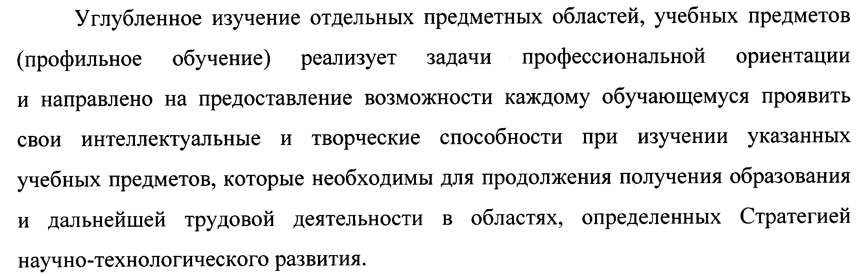 Углубленное изучение отдельных предметных областей, учебных предметов
(профильное обучение) реализует задачи профессиональной ориентации
и направлено на предоставление возможности каждому обучающемуся проявить
свои интеллектуальные и творческие способности при изучении указанных
учебных предметов, которые необходимы для продолжения получения образования
и дальнейшей трудовой деятельности в областях, определенных Стратегией
научно-технологического развития.